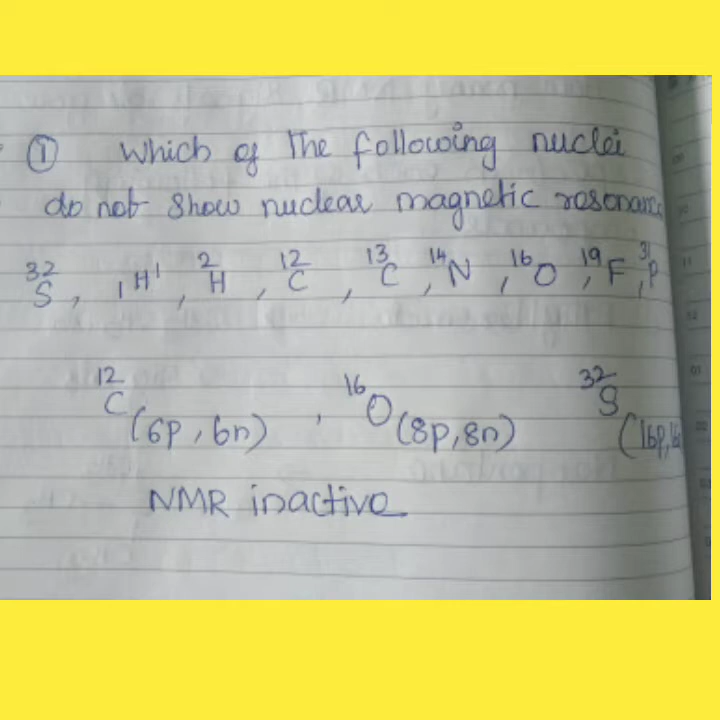 ① Which of the following nuclei
do not show nuclear magnetic resonance
³²S, ₁H¹, ²H, ¹²C, ¹³C, ¹⁴N, ¹⁶O, ¹⁹F, ³¹P
¹²C (6p, 6n), ¹⁶O (8p, 8n) ³²S (16p,
NMR inactive